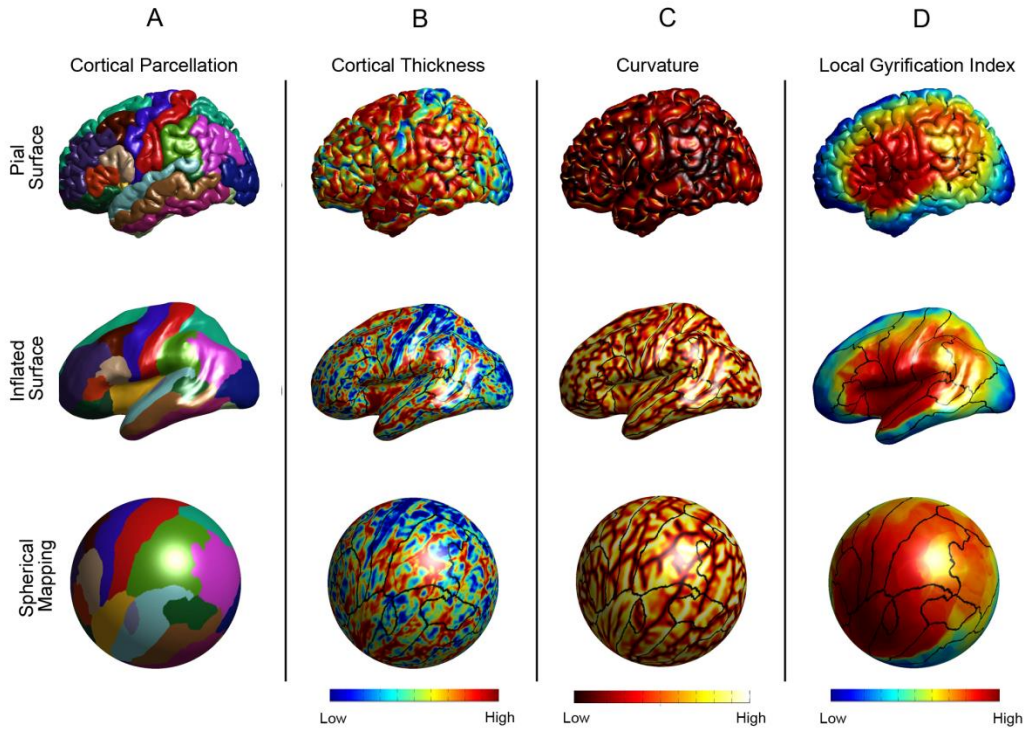 A
B
C
D
Cortical Parcellation
Cortical Thickness
Curvature
Local Gyrification Index
Pial
Surface
Inflated
Surface
Spherical
Mapping
Low
High
Low
High
Low
High